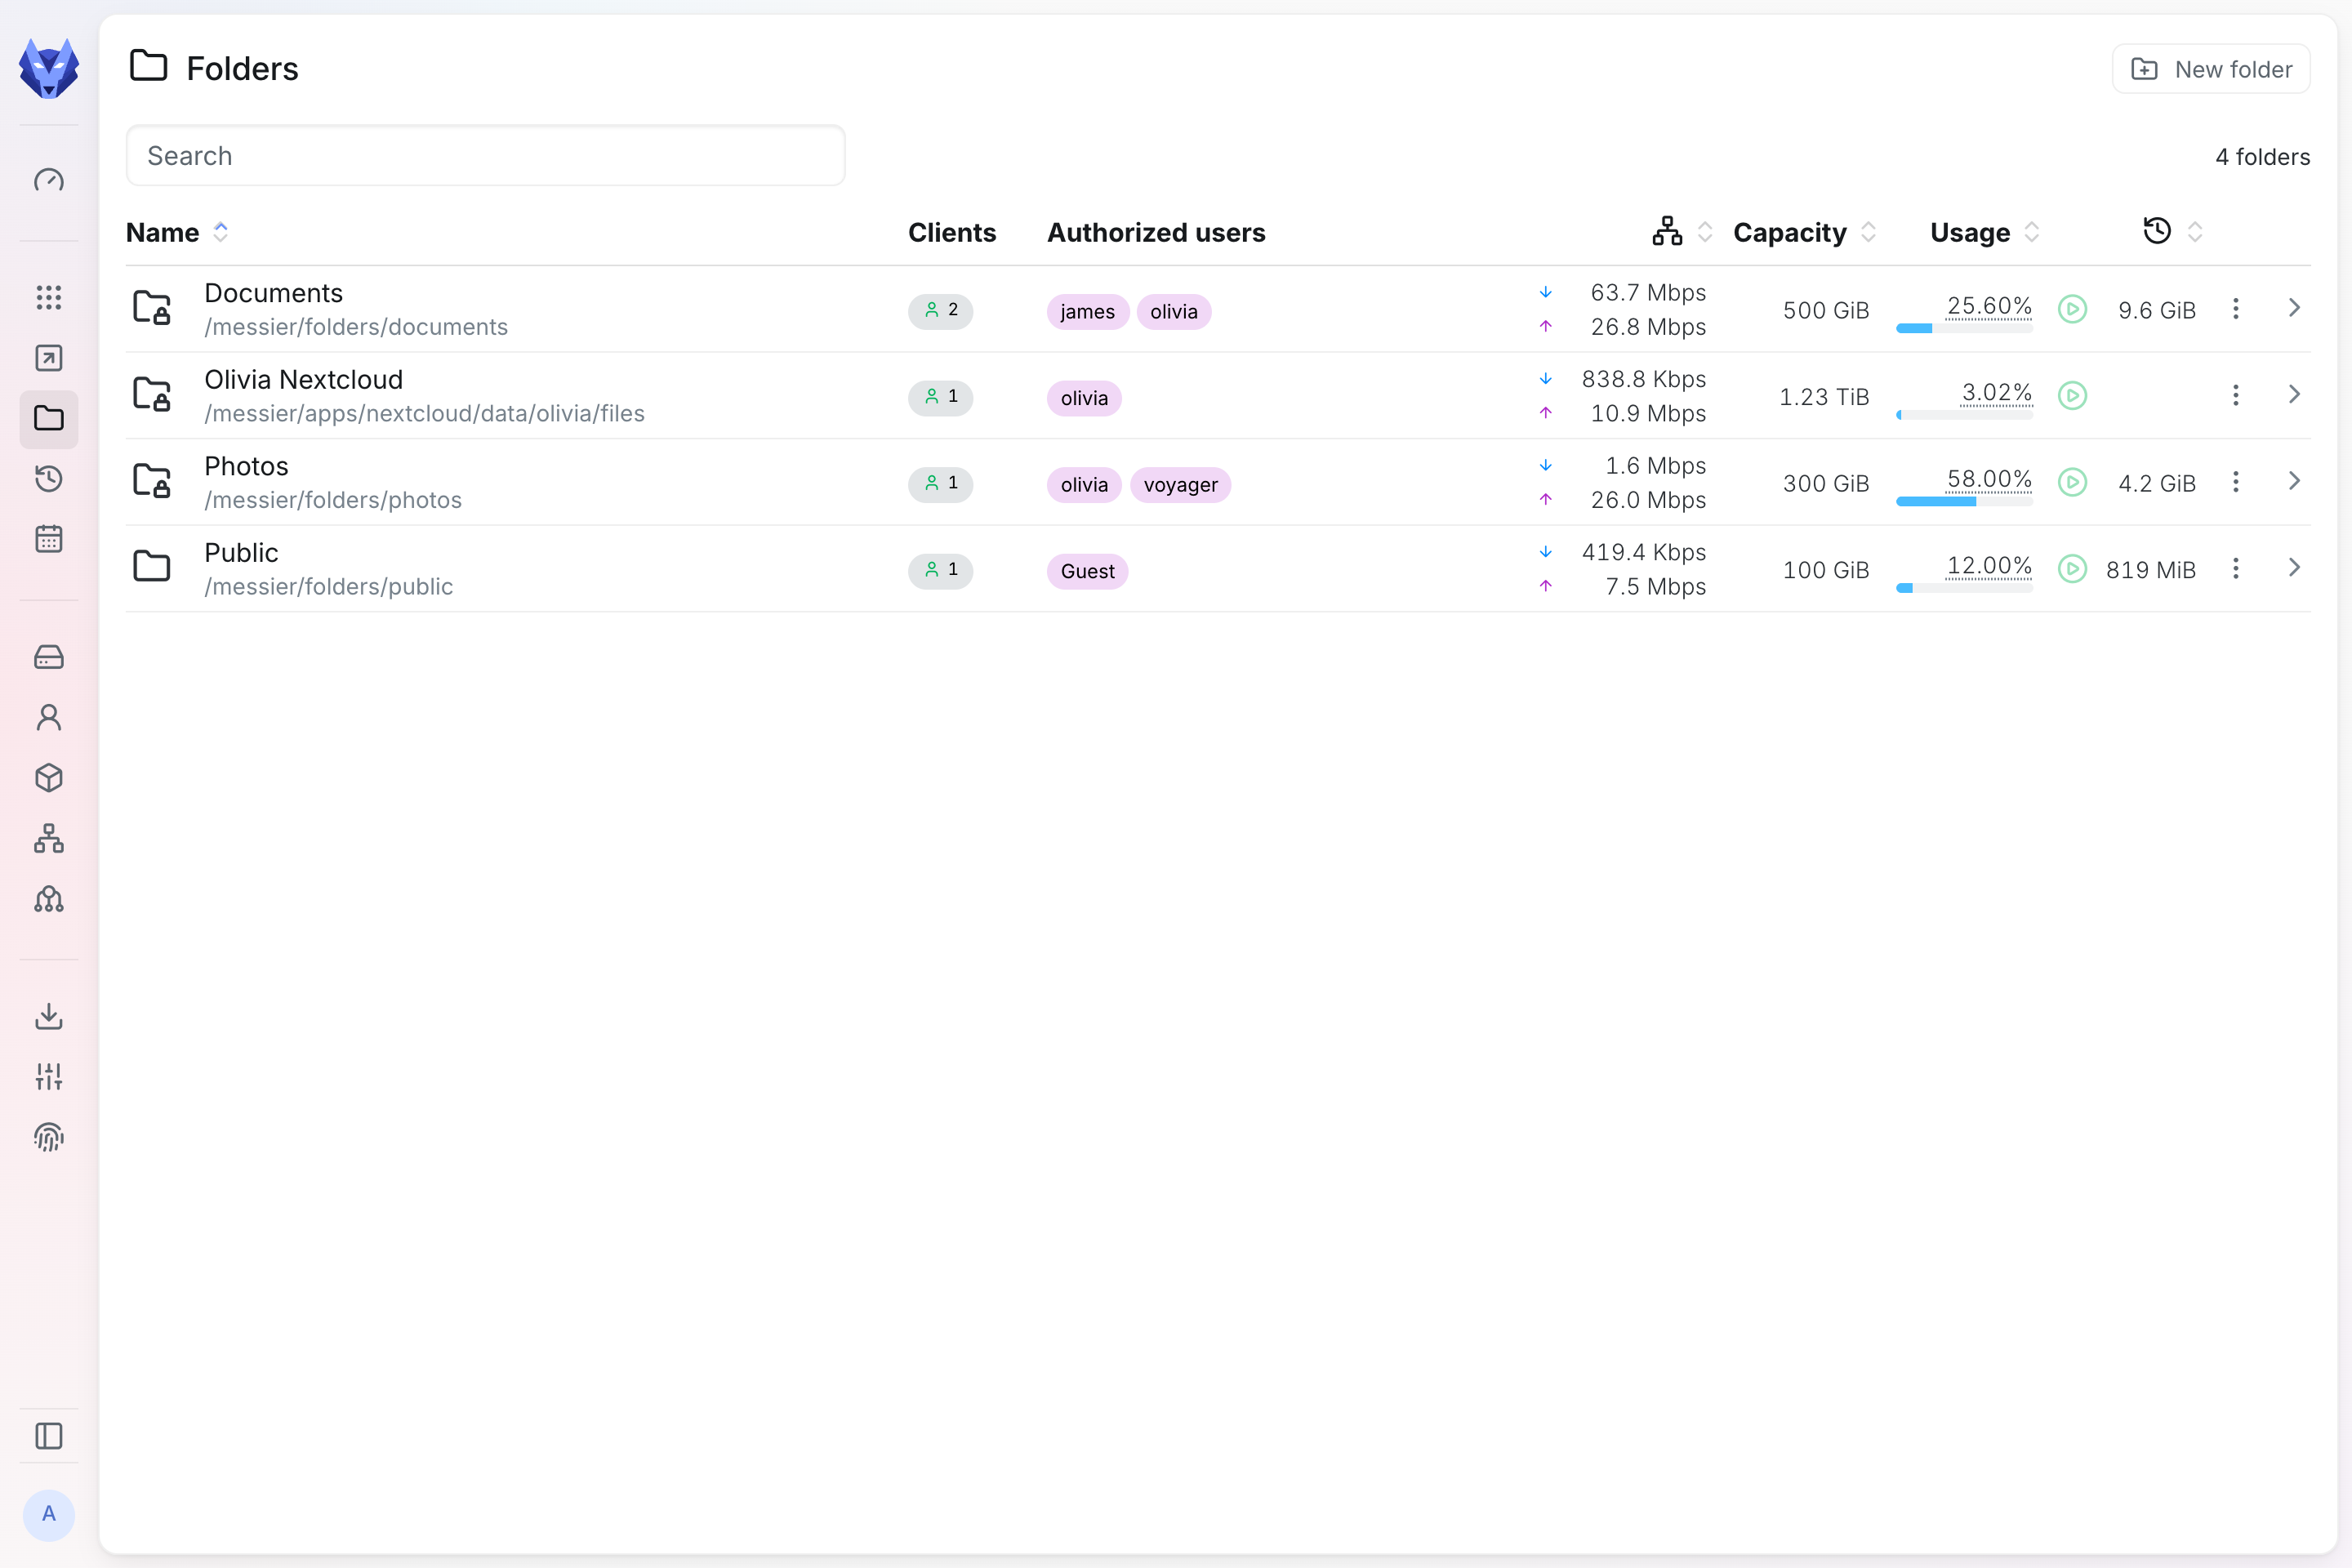 Folders
New folder
Search
4 folders
Name Clients Authorized users Capacity Usage
Documents
/messier/folders/documents
2
james olivia
63.7 Mbps
26.8 Mbps
500 GiB
25.60%
9.6 GiB
Olivia Nextcloud
/messier/apps/nextcloud/data/olivia/files
1
olivia
838.8 Kbps
10.9 Mbps
1.23 TiB
3.02%
Photos
/messier/folders/photos
1
olivia voyager
1.6 Mbps
26.0 Mbps
300 GiB
58.00%
4.2 GiB
Public
/messier/folders/public
1
Guest
419.4 Kbps
7.5 Mbps
100 GiB
12.00%
819 MiB
A